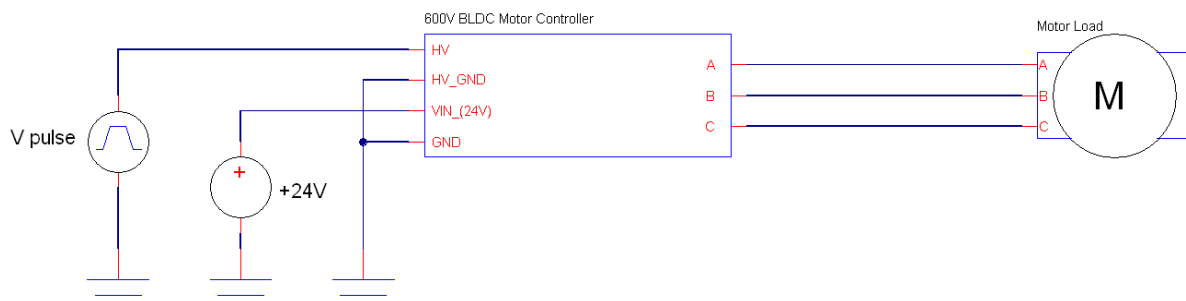 600V BLDC Motor Controller
Motor Load
HV
HV_GND
VIN_(24V)
GND
A
B
C
A
B
C
M
V pulse
+
+24V